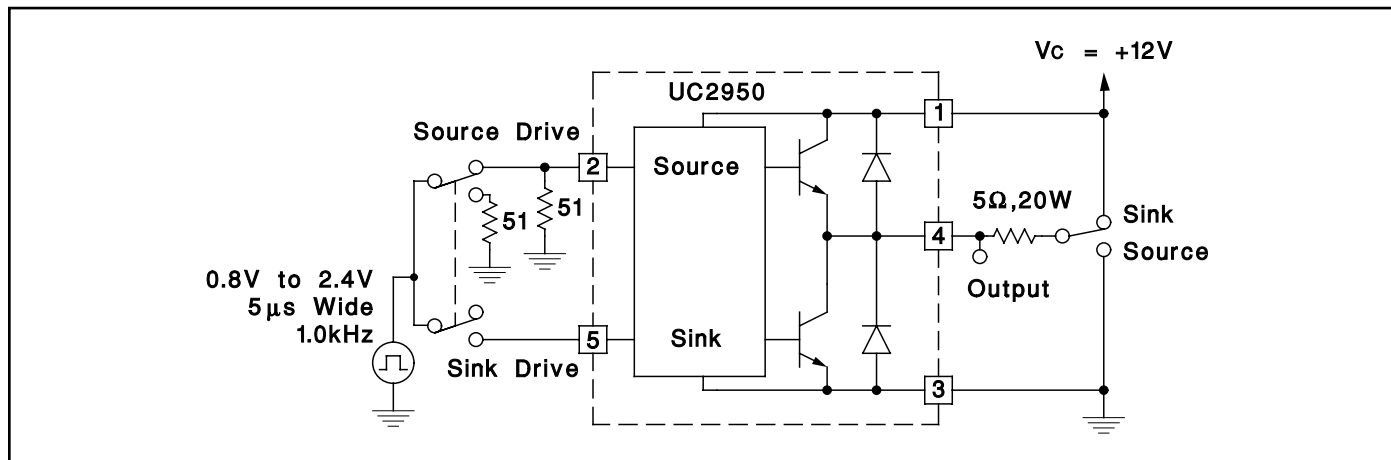 Vc = +12V
UC2950
1
Source Drive
2
Source
51
51
5Ω,20W
Sink
4
Source
0.8V to 2.4V
5μs Wide
1.0kHz
Output
5
Sink
Sink Drive
3